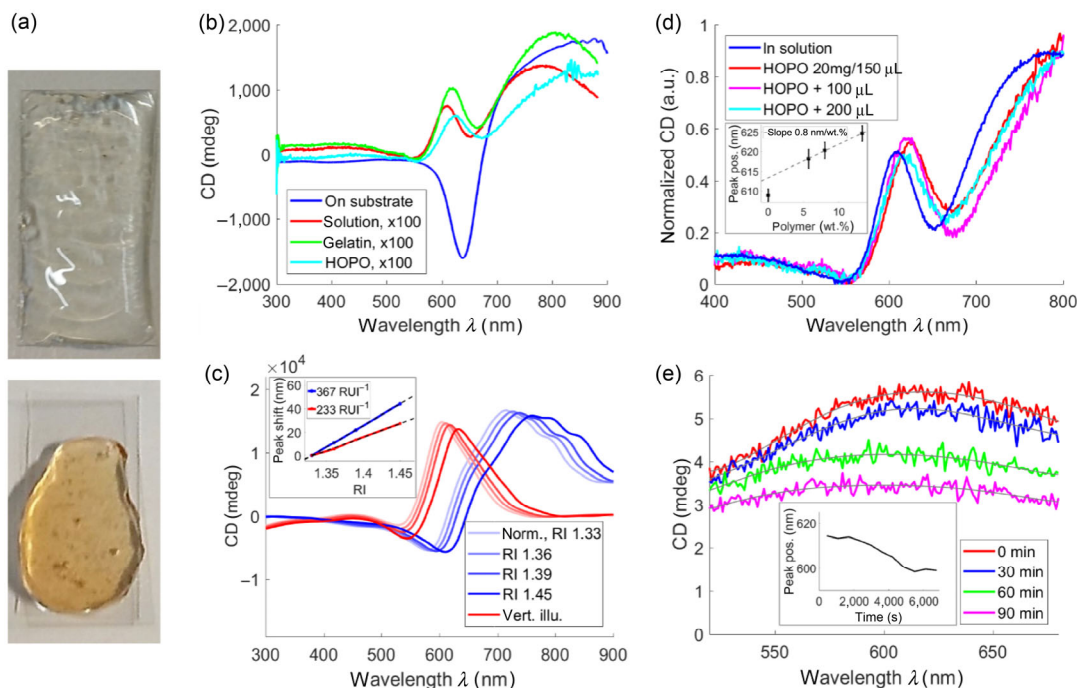 (a)
(b)
2,000
1,000
0
−1,000
−2,000
CD (mdeg)
On substrate
Solution, x100
Gelatin, x100
HOPO, x100
300 400 500 600 700 800 900
Wavelength λ (nm)
(c)
×10⁴
2
1
0
−1
CD (mdeg)
60
40
20
0
Peak shift (nm)
367 RUI⁻¹
233 RUI⁻¹
1.35 1.4 1.45
RI
Norm., RI 1.33
RI 1.36
RI 1.39
RI 1.45
Vert. illu.
300 400 500 600 700 800 900
Wavelength λ (nm)
(d)
1
0.8
0.6
0.4
0.2
0
Normalized CD (a.u.)
In solution
HOPO 20mg/150 μL
HOPO + 100 μL
HOPO + 200 μL
625
620
615
610
Peak pos. (nm)
Slope 0.8 nm/wt.%
0 5 10
Polymer (wt.%)
400 500 600 700 800
Wavelength λ (nm)
(e)
6
5
4
3
2
1
0
CD (mdeg)
620
600
Peak pos. (nm)
0 2,000 4,000 6,000
Time (s)
0 min
30 min
60 min
90 min
550 600 650
Wavelength λ (nm)